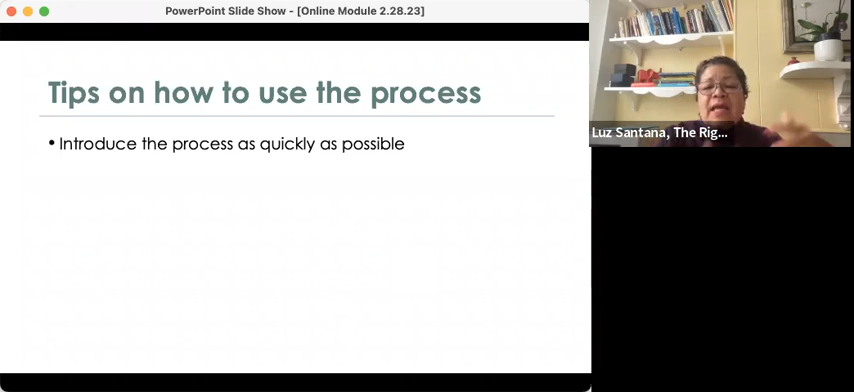 PowerPoint Slide Show - [Online Module 2.28.23]
Tips on how to use the process
• Introduce the process as quickly as possible
Luz Santana, The Rig...